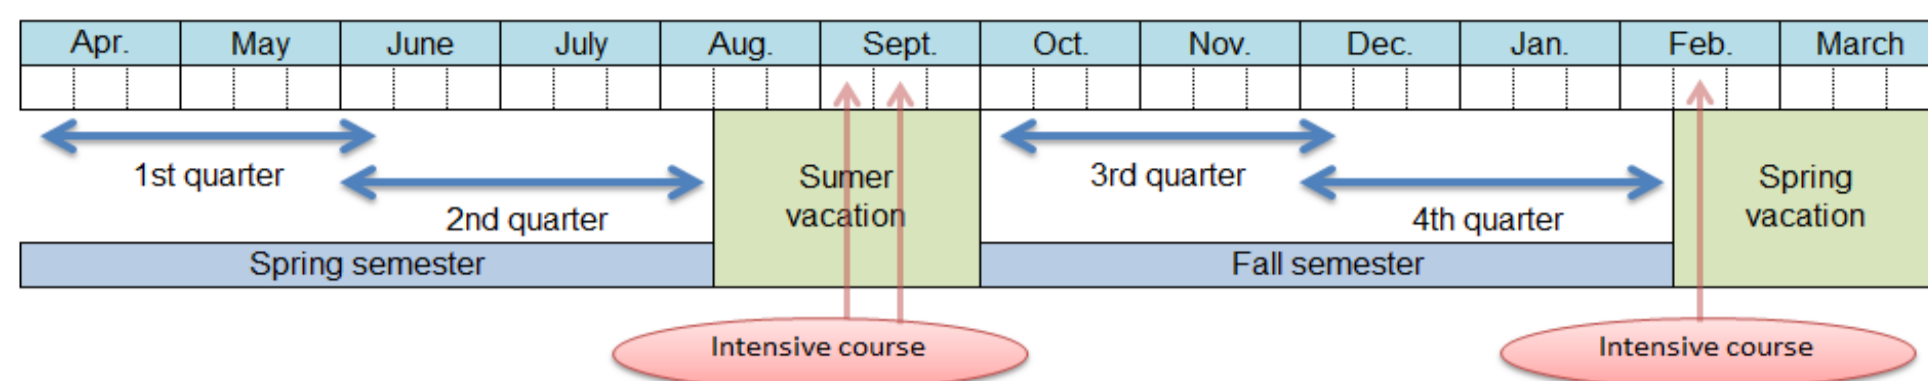 Apr. May June July Aug. Sept. Oct. Nov. Dec. Jan. Feb. March
1st quarter
2nd quarter
Sumer
vacation
3rd quarter
4th quarter
Spring
vacation
Spring semester
Fall semester
Intensive course
Intensive course